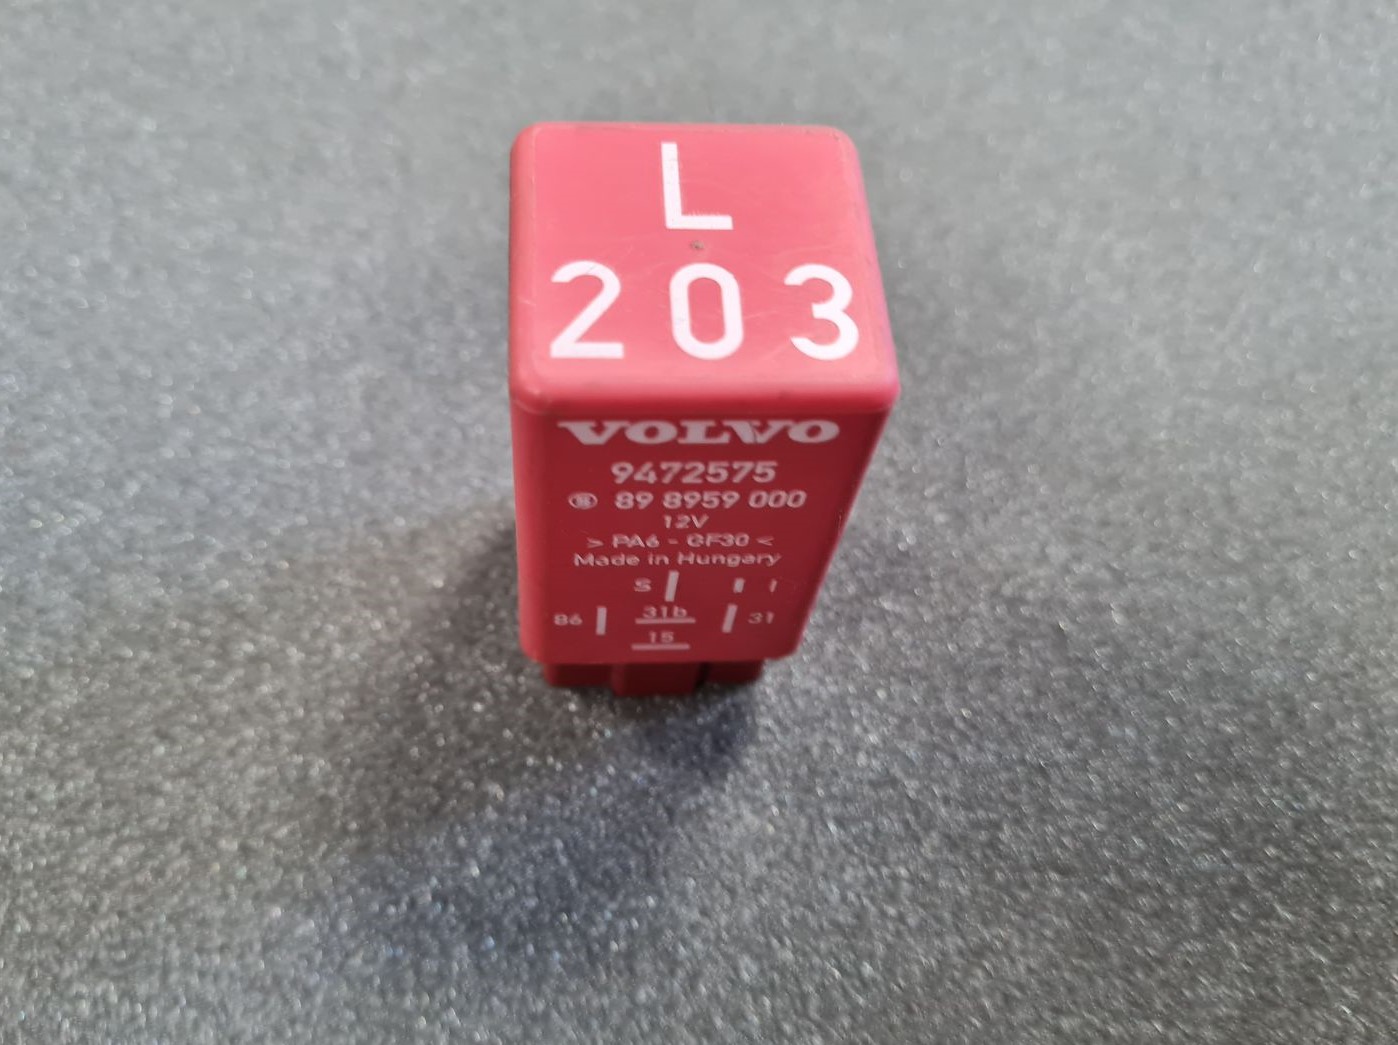 L
203
VOLVO
9472575
S 89 8959 000
12V
> PA6 - GF30 <
Made in Hungary
S I
86 31b 31
15